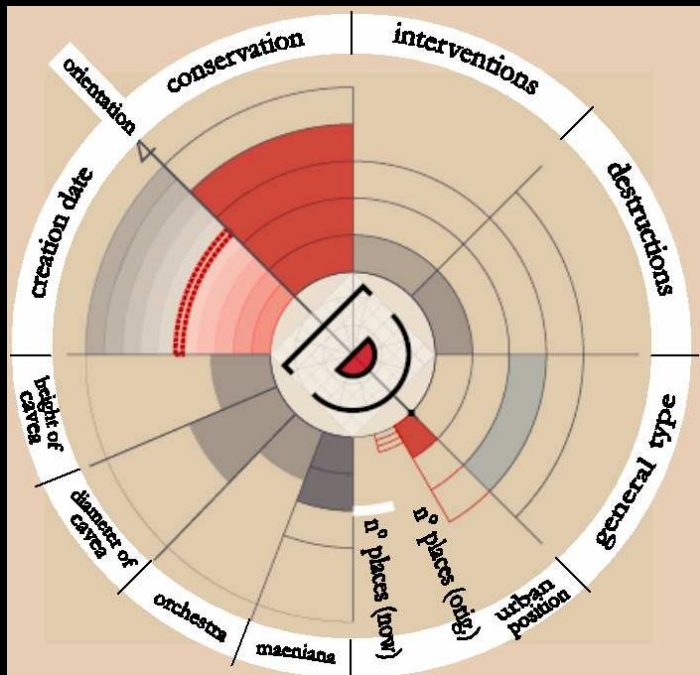 conservation
interventions
destructions
general type
urban
position
n° places (orig.)
n° places (now)
maeniana
orchestra
diameter of
cavea
height of
cavea
creation date
orientation